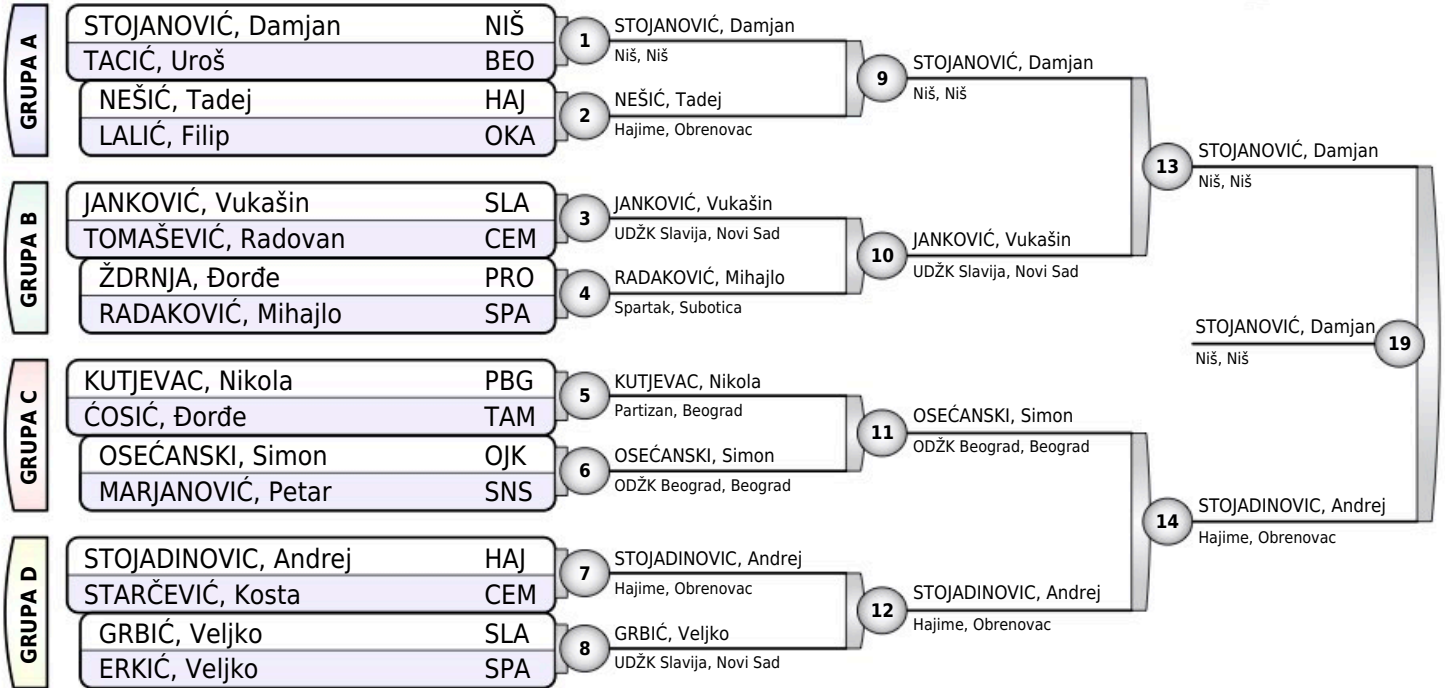 GRUPA A
STOJANOVIĆ, Damjan NIŠ
TACIĆ, Uroš BEO
NEŠIĆ, Tadej HAJ
LALIĆ, Filip OKA
GRUPA B
JANKOVIĆ, Vukašin SLA
TOMAŠEVIĆ, Radovan CEM
ŽDRNJA, Đorđe PRO
RADAKOVIĆ, Mihajlo SPA
GRUPA C
KUTJEVAC, Nikola PBG
ĆOSIĆ, Đorđe TAM
OSEĆANSKI, Simon OJK
MARJANOVIĆ, Petar SNS
GRUPA D
STOJADINOVIC, Andrej HAJ
STARČEVIĆ, Kosta CEM
GRBIĆ, Veljko SLA
ERKIĆ, Veljko SPA
1
STOJANOVIĆ, Damjan
Niš, Niš
2
NEŠIĆ, Tadej
Hajime, Obrenovac
3
JANKOVIĆ, Vukašin
UDŽK Slavija, Novi Sad
4
RADAKOVIĆ, Mihajlo
Spartak, Subotica
5
KUTJEVAC, Nikola
Partizan, Beograd
6
OSEĆANSKI, Simon
ODŽK Beograd, Beograd
7
STOJADINOVIC, Andrej
Hajime, Obrenovac
8
GRBIĆ, Veljko
UDŽK Slavija, Novi Sad
9
STOJANOVIĆ, Damjan
Niš, Niš
10
JANKOVIĆ, Vukašin
UDŽK Slavija, Novi Sad
11
OSEĆANSKI, Simon
ODŽK Beograd, Beograd
12
STOJADINOVIC, Andrej
Hajime, Obrenovac
13
STOJANOVIĆ, Damjan
Niš, Niš
14
STOJADINOVIC, Andrej
Hajime, Obrenovac
STOJANOVIĆ, Damjan
Niš, Niš
19